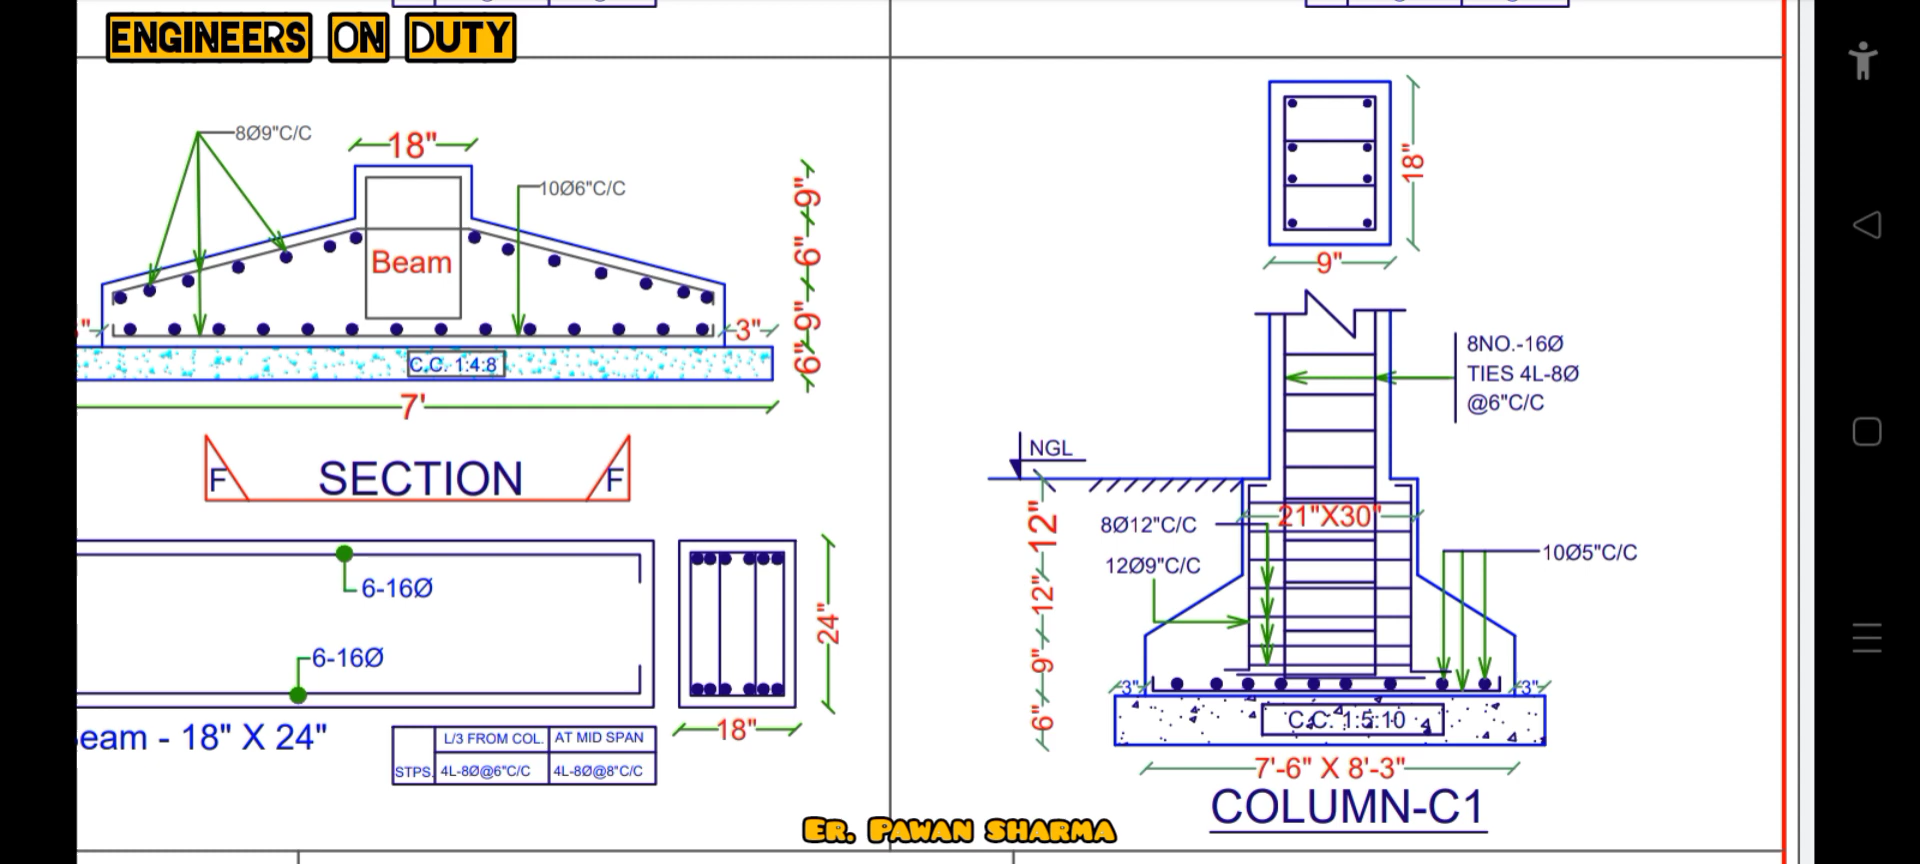 ENGINEERS ON DUTY
8Ø9"C/C
18"
10Ø6"C/C
9"
6"
9"
6"
Beam
"
3"
C.C. 1:4:8
7'
F
SECTION
F
6-16Ø
6-16Ø
24"
18"
eam - 18" X 24"
L/3 FROM COL.
AT MID SPAN
STPS.
4L-8Ø@6"C/C
4L-8Ø@8"C/C
18"
9"
8NO.-16Ø
TIES 4L-8Ø
@6"C/C
NGL
21"X30"
8Ø12"C/C
12Ø9"C/C
10Ø5"C/C
12"
12"
9"
6"
3"
3"
C.C. 1:5:10
7'-6" X 8'-3"
COLUMN-C1
ER. PAWAN SHARMA